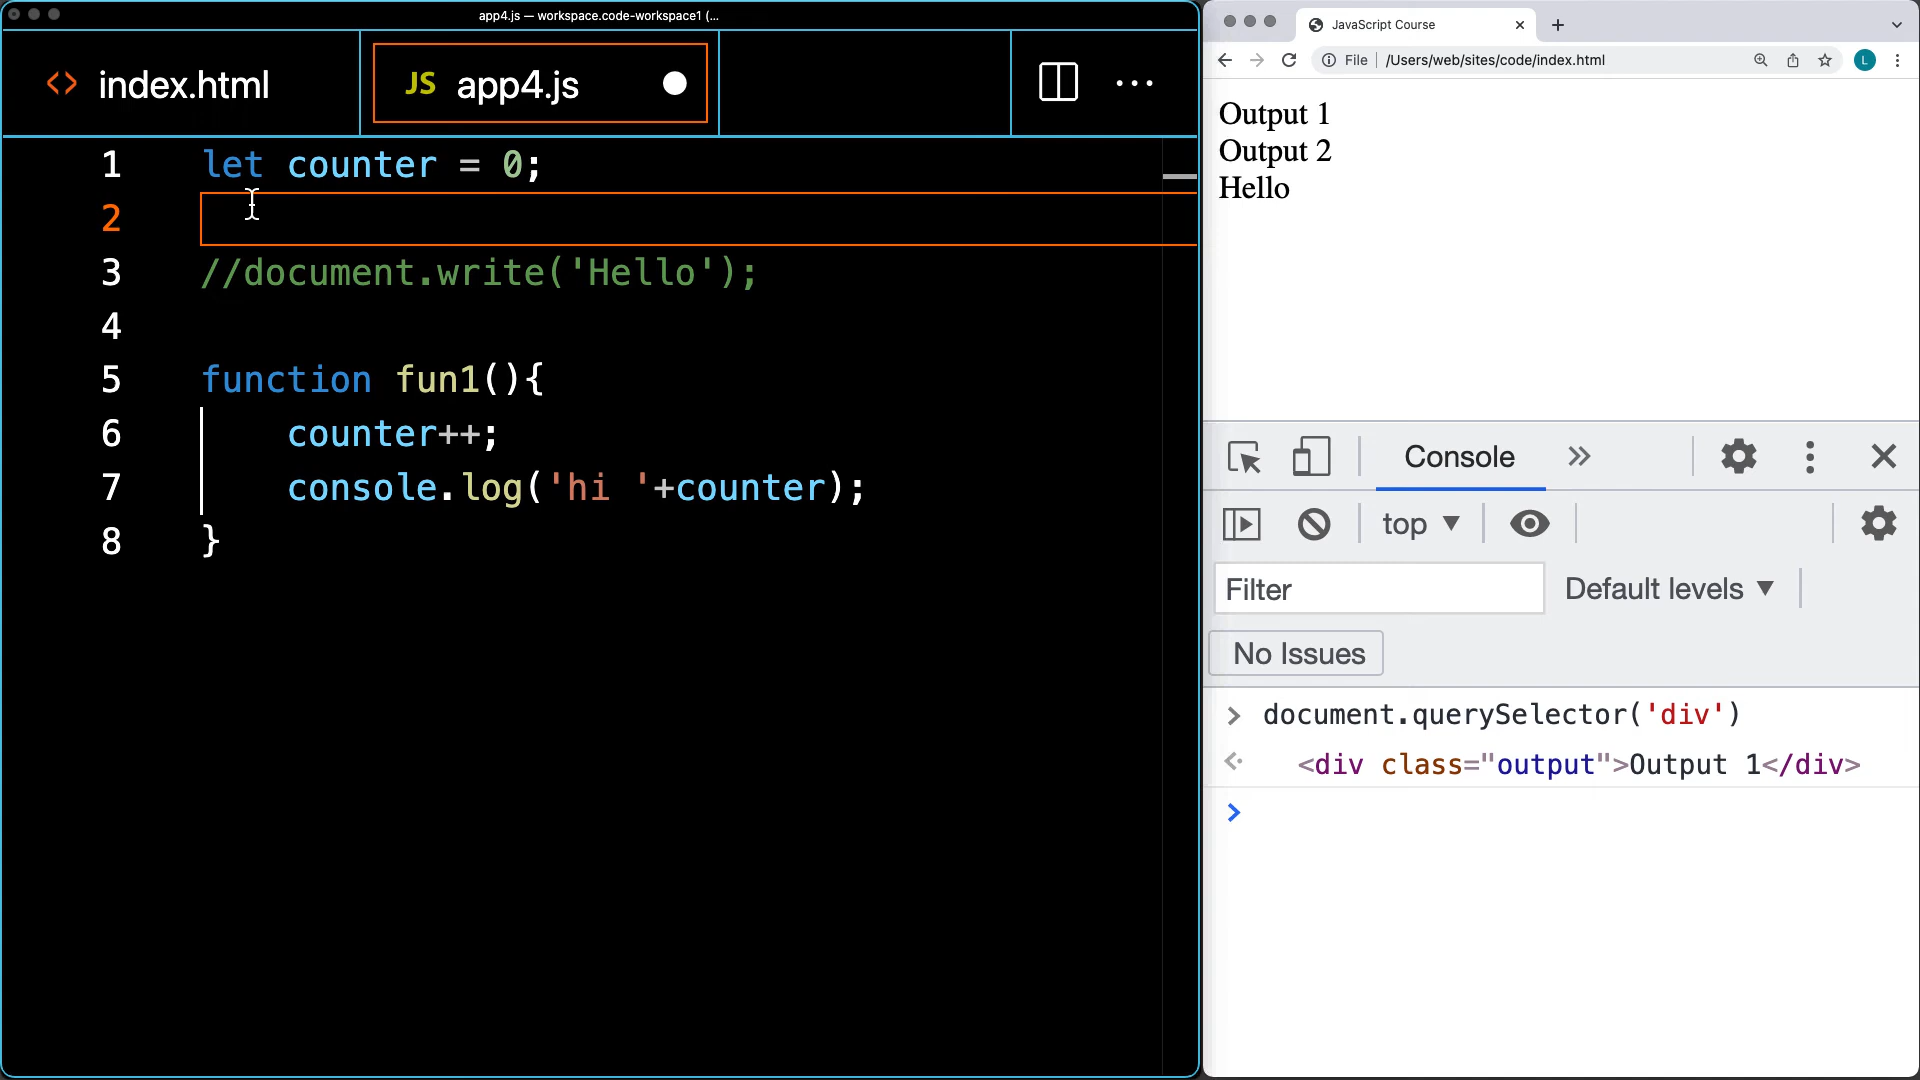 app4.js — workspace.code-workspace1 (...
index.html
JS app4.js
1 let counter = 0;
2
3 //document.write('Hello');
4
5 function fun1(){
6 counter++;
7 console.log('hi '+counter);
8 }
JavaScript Course
File /Users/web/sites/code/index.html
L
Output 1
Output 2
Hello
Console
top
Filter
Default levels
No Issues
document.querySelector('div')
<div class="output">Output 1</div>